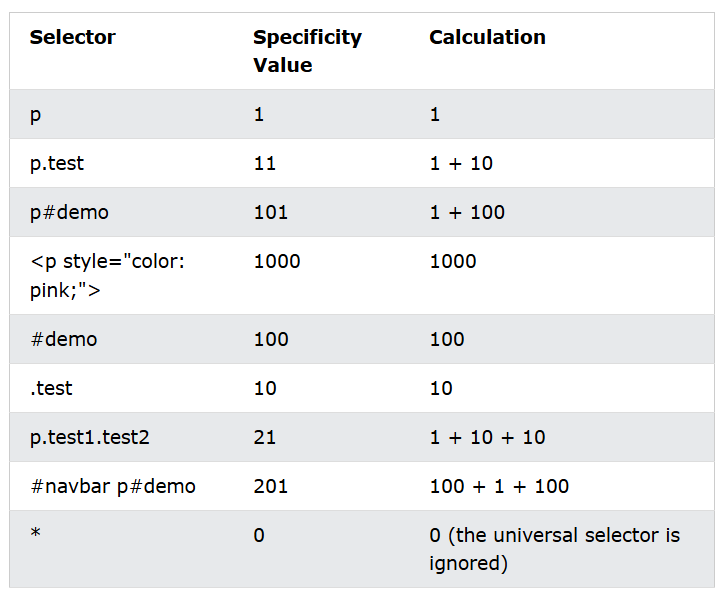 Selector Specificity Value Calculation
p 1 1
p.test 11 1 + 10
p#demo 101 1 + 100
<p style="color: pink;"> 1000 1000
#demo 100 100
.test 10 10
p.test1.test2 21 1 + 10 + 10
#navbar p#demo 201 100 + 1 + 100
* 0 0 (the universal selector is ignored)